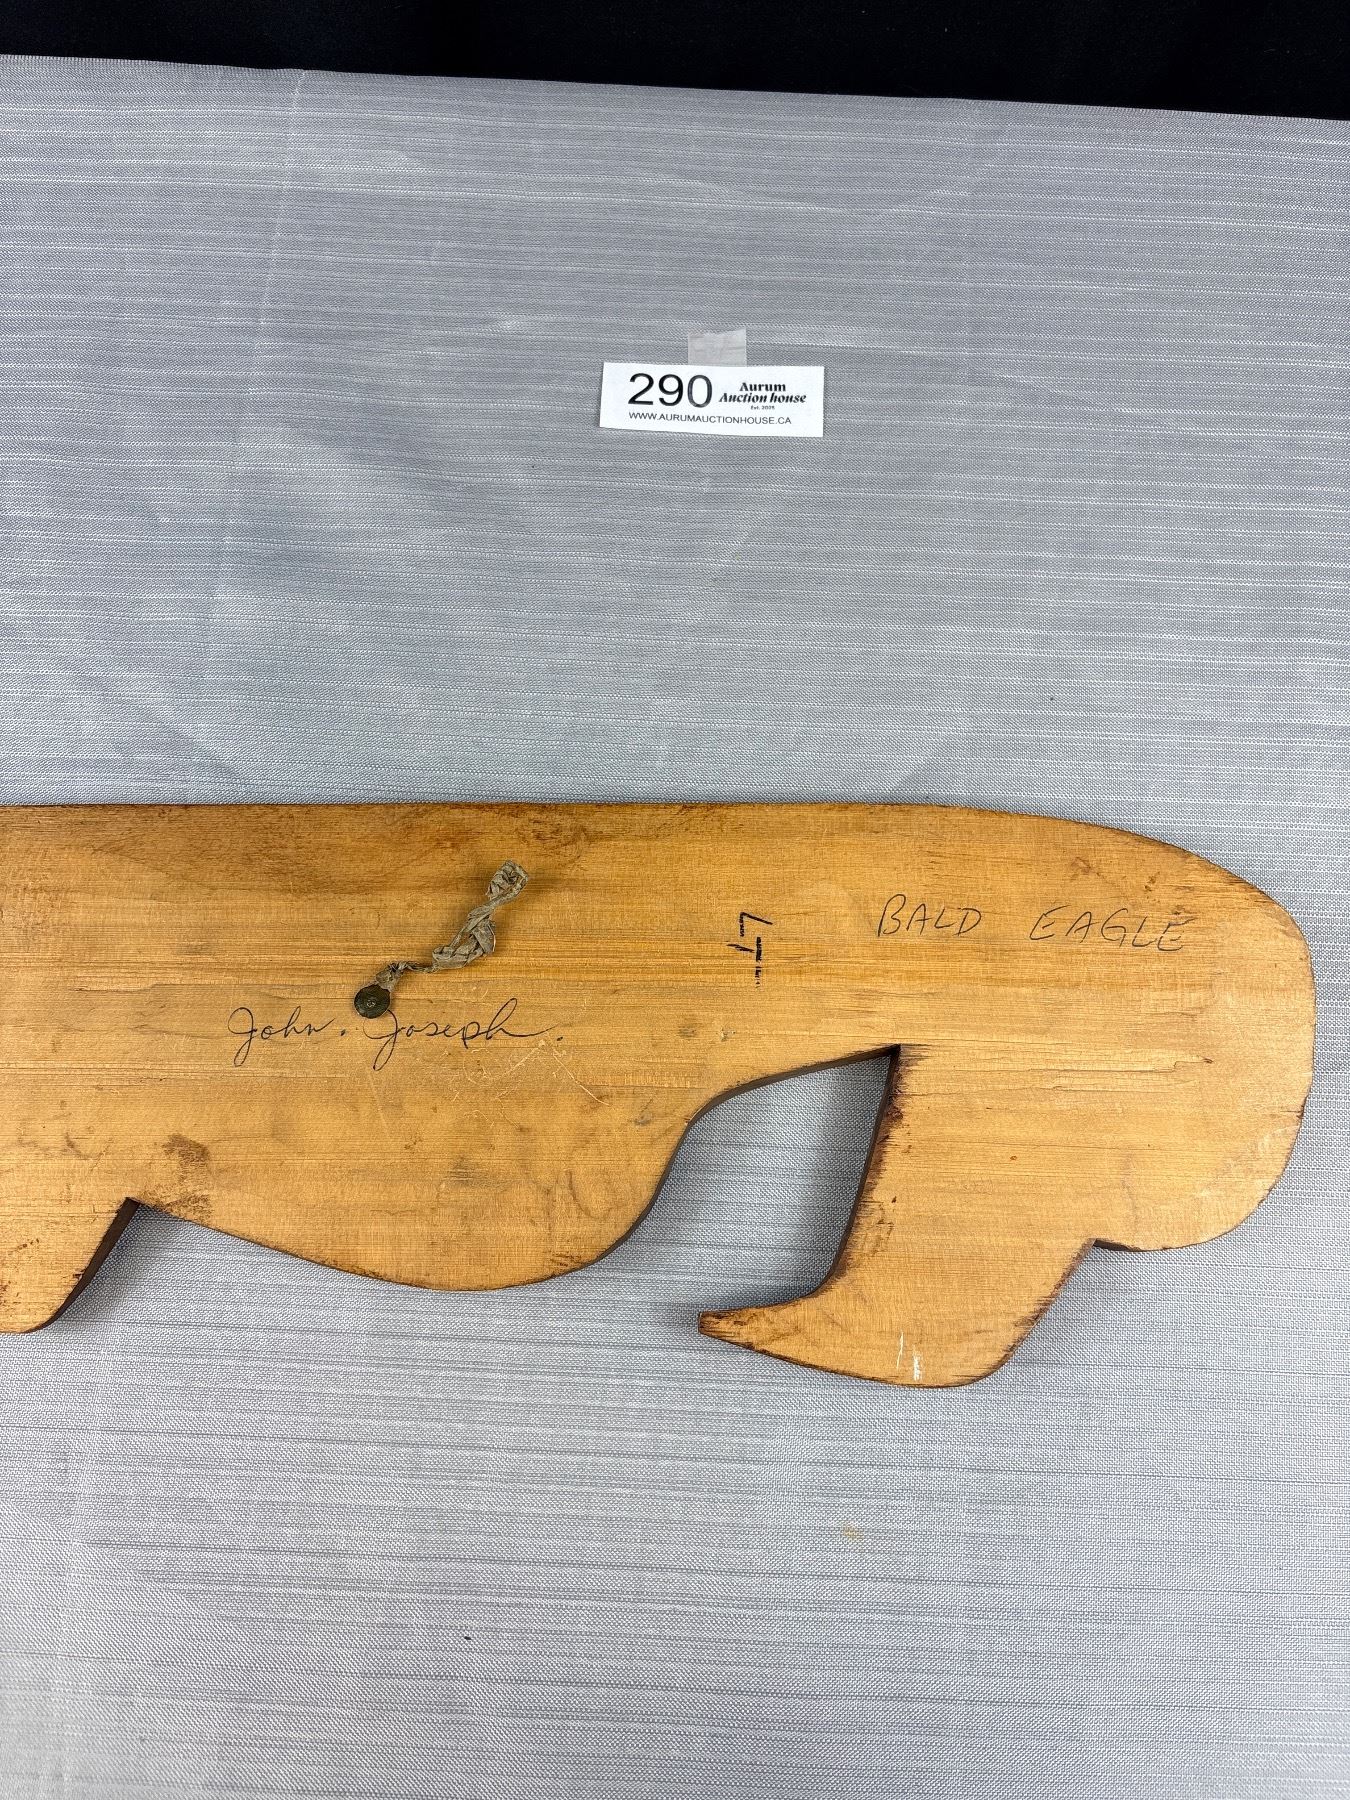 290 Aurum
Auction house
Est. 2025
WWW.AURUMAUCTIONHOUSE.CA
BALD EAGLE
John. Joseph.